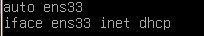 auto ens33
iface ens33 inet dhcp